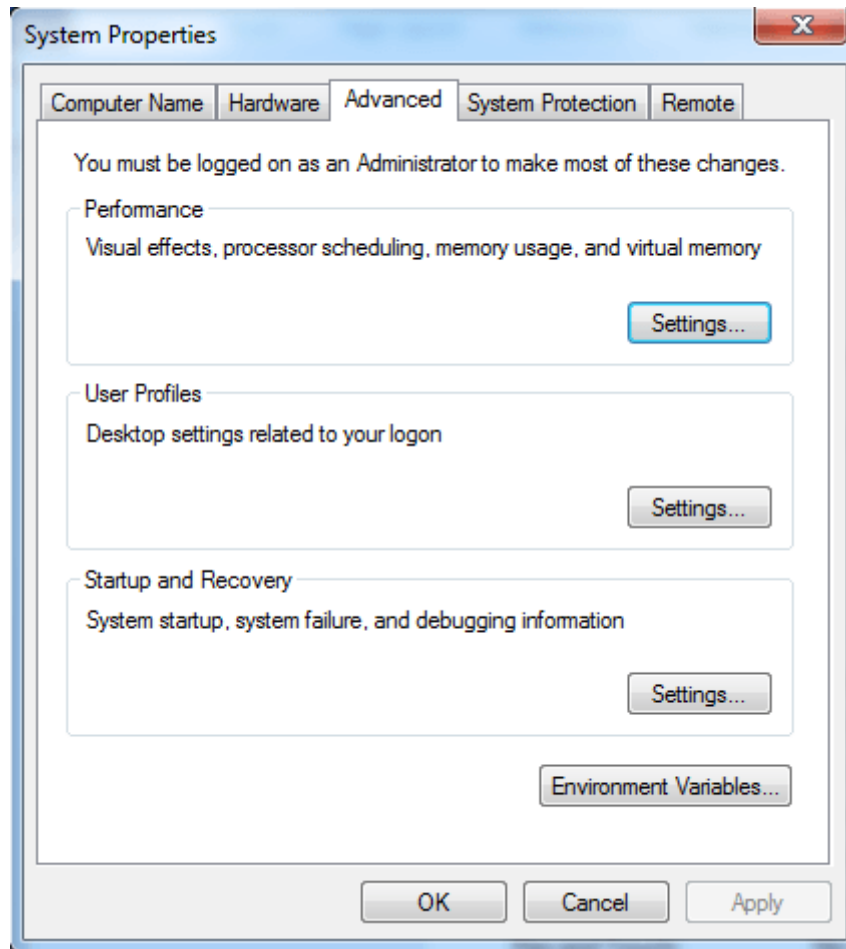 System Properties
Computer Name Hardware Advanced System Protection Remote
You must be logged on as an Administrator to make most of these changes.
Performance
Visual effects, processor scheduling, memory usage, and virtual memory
Settings...
User Profiles
Desktop settings related to your logon
Settings...
Startup and Recovery
System startup, system failure, and debugging information
Settings...
Environment Variables...
OK Cancel Apply